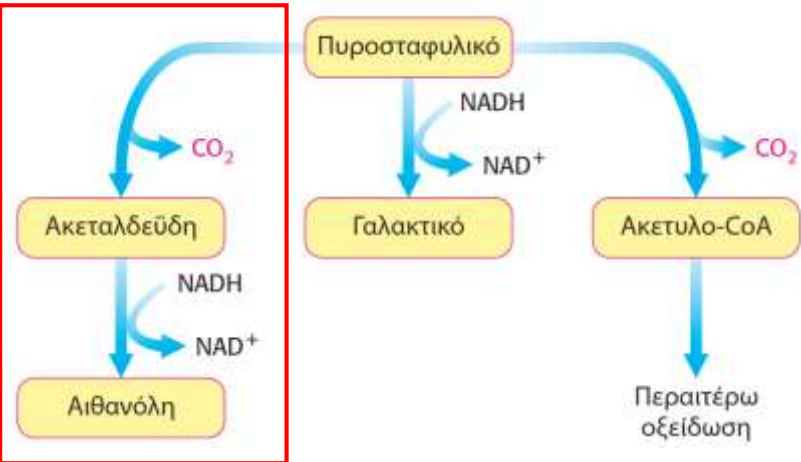 Πυροσταφυλικό
NADH
CO₂
NAD⁺
CO₂
Ακεταλδεΰδη
Γαλακτικό
Ακετυλο-CoA
NADH
NAD⁺
Αιθανόλη
Περαιτέρω
οξείδωση